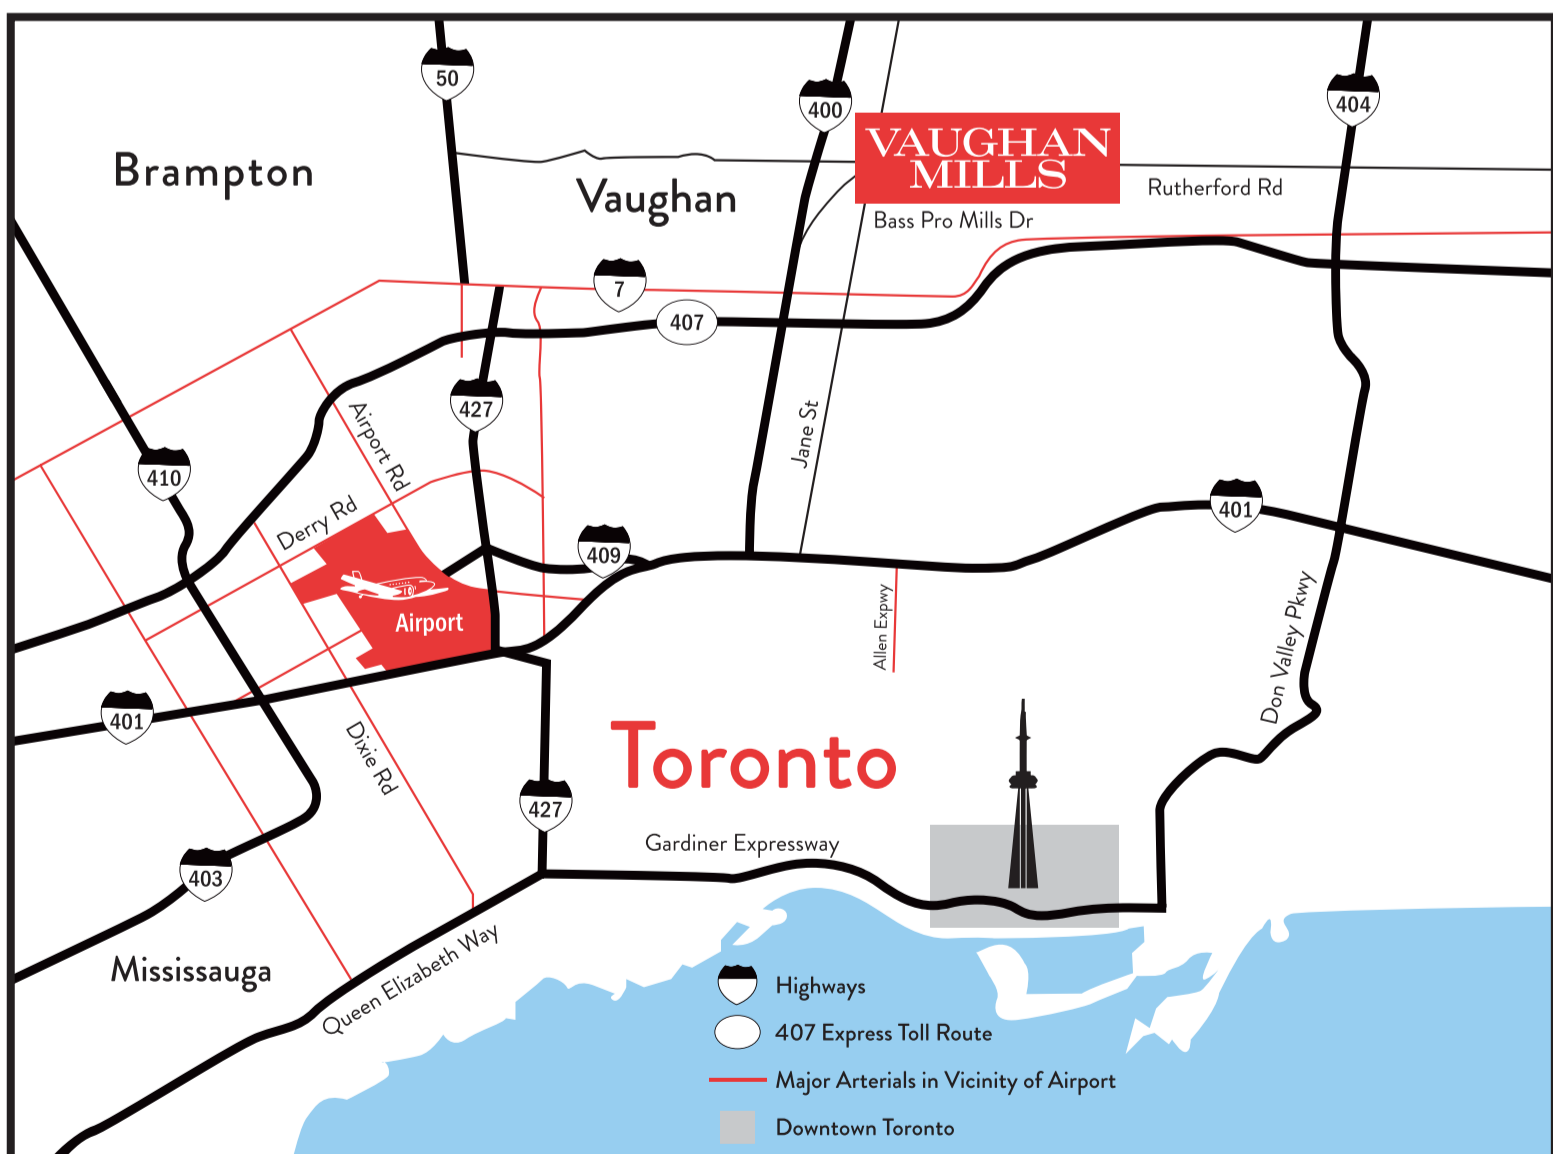 50
400
404
VAUGHAN
MILLS
Brampton
Vaughan
Rutherford Rd
Bass Pro Mills Dr
7
407
427
Airport Rd
Jane St
410
Derry Rd
401
409
Airport
Allen Expwy
Don Valley Pkwy
401
Dixie Rd
Toronto
427
Gardiner Expressway
403
Mississauga
Queen Elizabeth Way
Highways
407 Express Toll Route
Major Arterials in Vicinity of Airport
Downtown Toronto